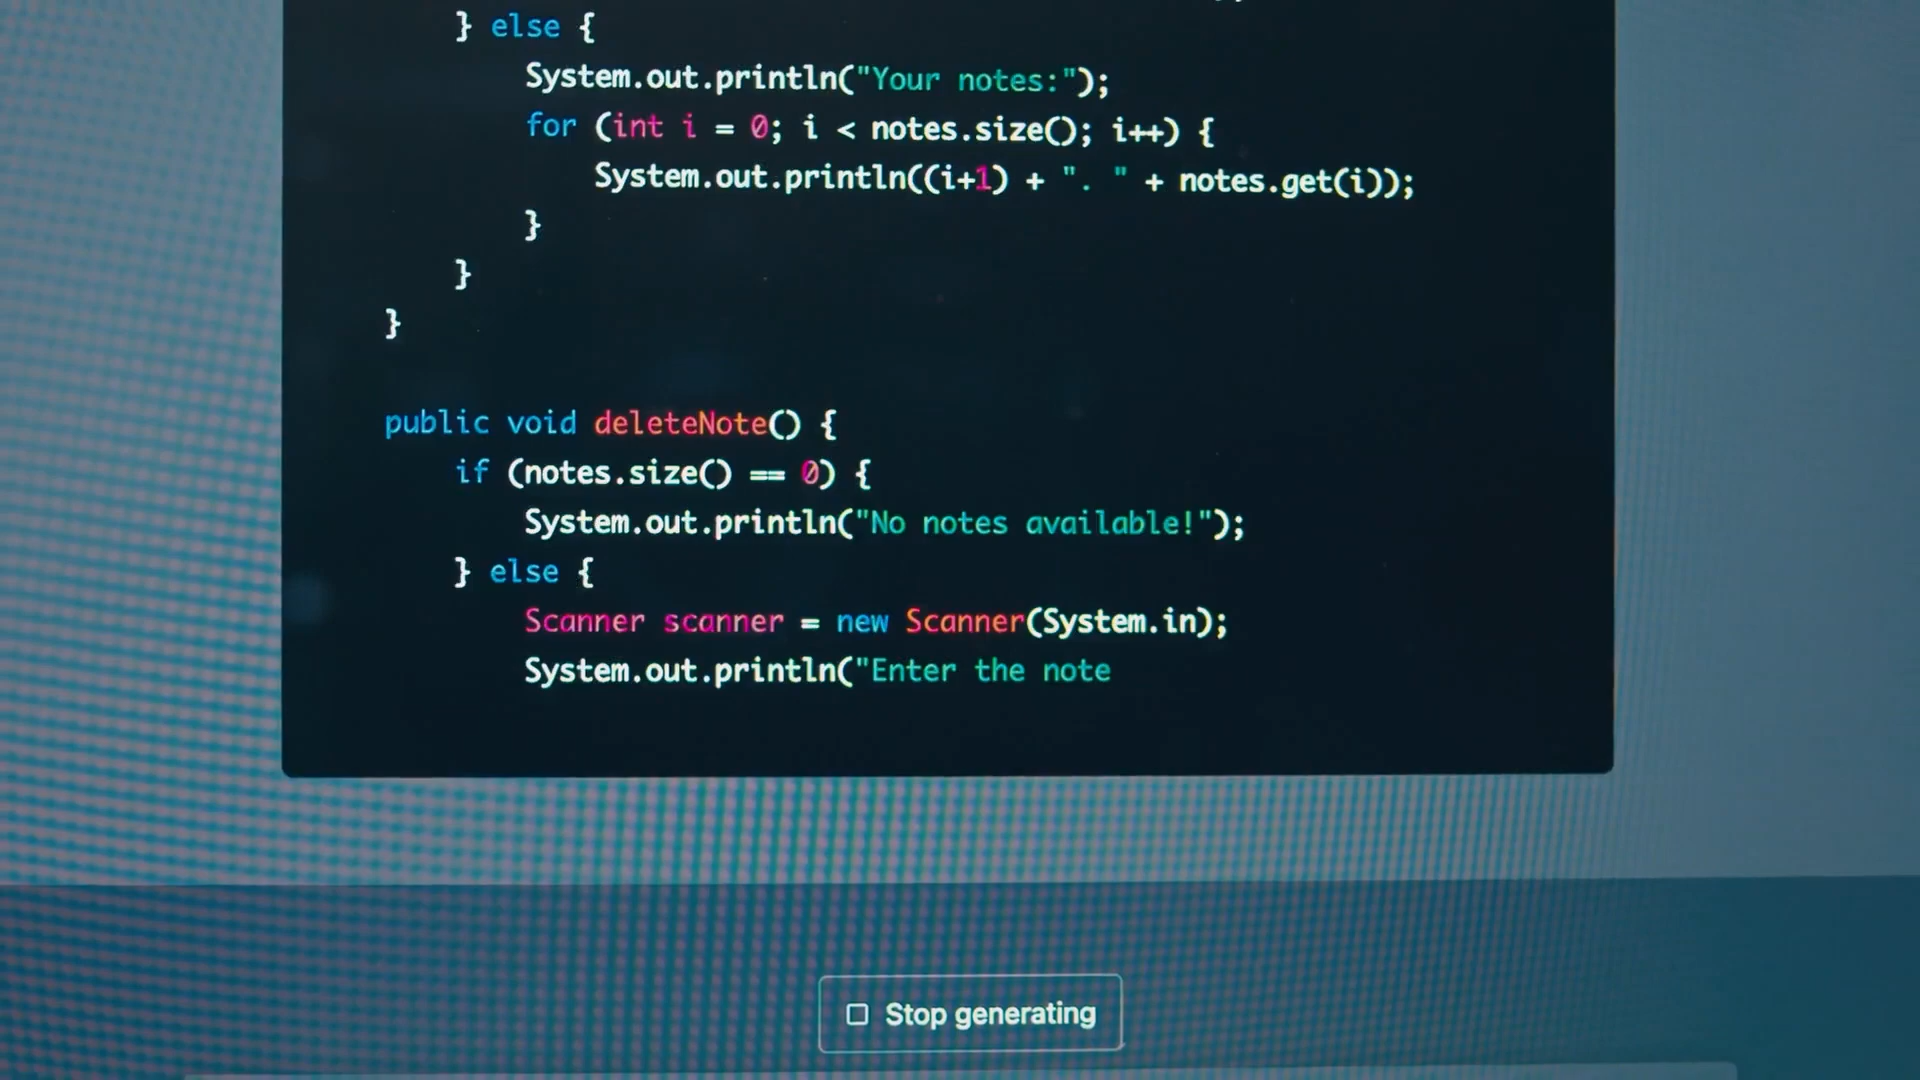 } else {
System.out.println("Your notes:");
for (int i = 0; i < notes.size(); i++) {
System.out.println((i+1) + ". " + notes.get(i));
}
}
}
public void deleteNote() {
if (notes.size() == 0) {
System.out.println("No notes available!");
} else {
Scanner scanner = new Scanner(System.in);
System.out.println("Enter the note
Stop generating